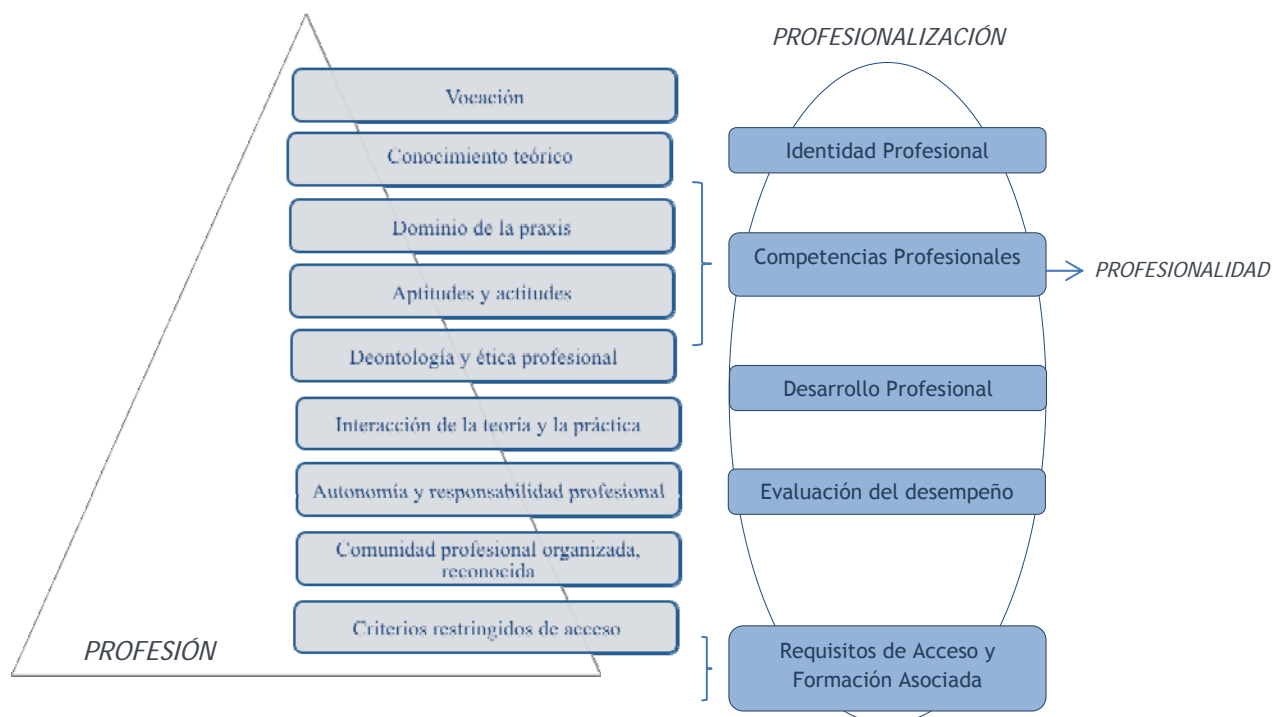 PROFESIONALIZACIÓN
Vocación
Conocimiento teórico
Dominio de la praxis
Aptitudes y actitudes
Deontología y ética profesional
Interacción de la teoría y la práctica
Autonomía y responsabilidad profesional
Comunidad profesional organizada,
reconocida
Criterios restringidos de acceso
PROFESIÓN
Identidad Profesional
Competencias Profesionales
PROFESIONALIDAD
Desarrollo Profesional
Evaluación del desempeño
Requisitos de Acceso y
Formación Asociada